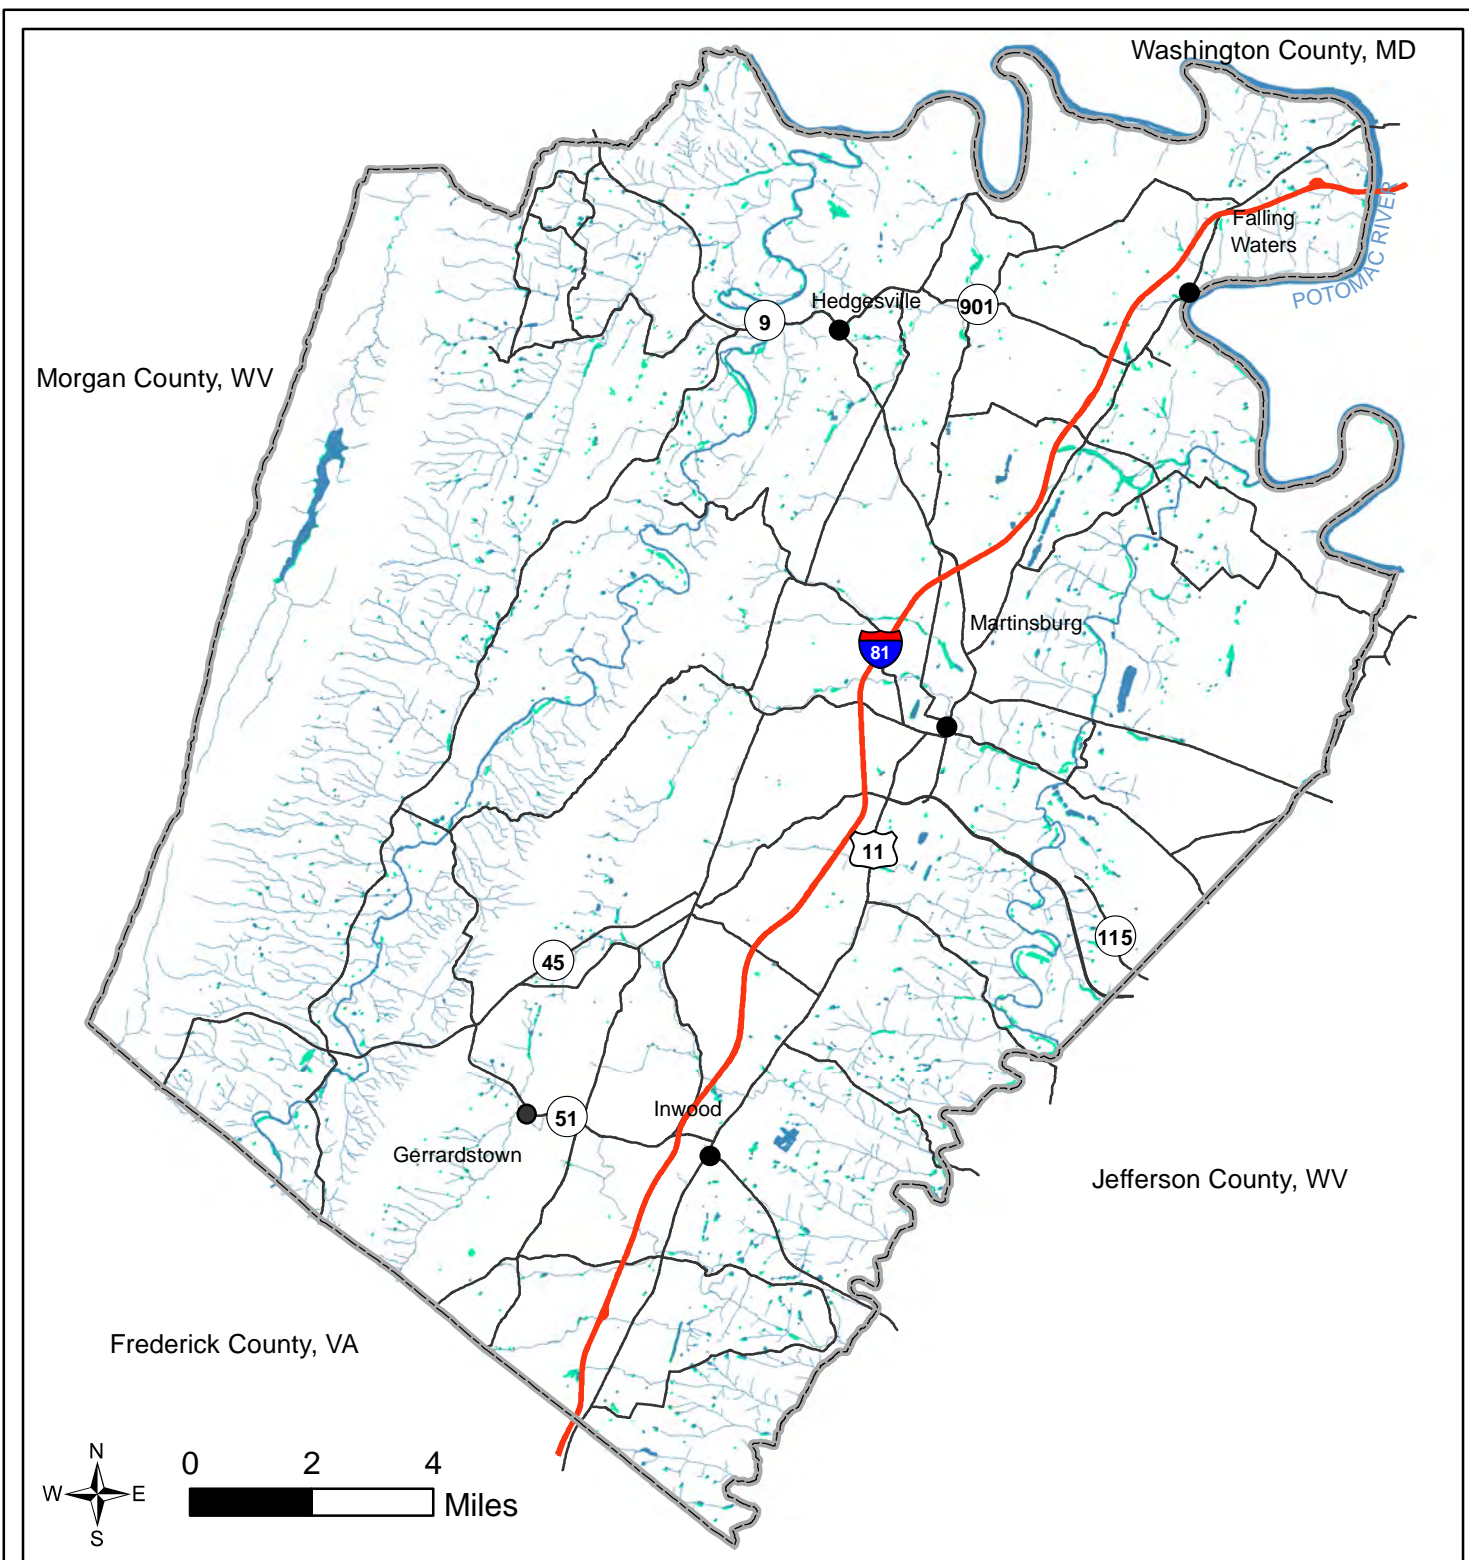 Washington County, MD
Falling
Waters
POTOMAC RIVER
Hedgesville
901
9
Morgan County, WV
Martinsburg
81
11
115
45
Inwood
51
Gerrardstown
Jefferson County, WV
Frederick County, VA
N
W E
S
0 2 4
Miles